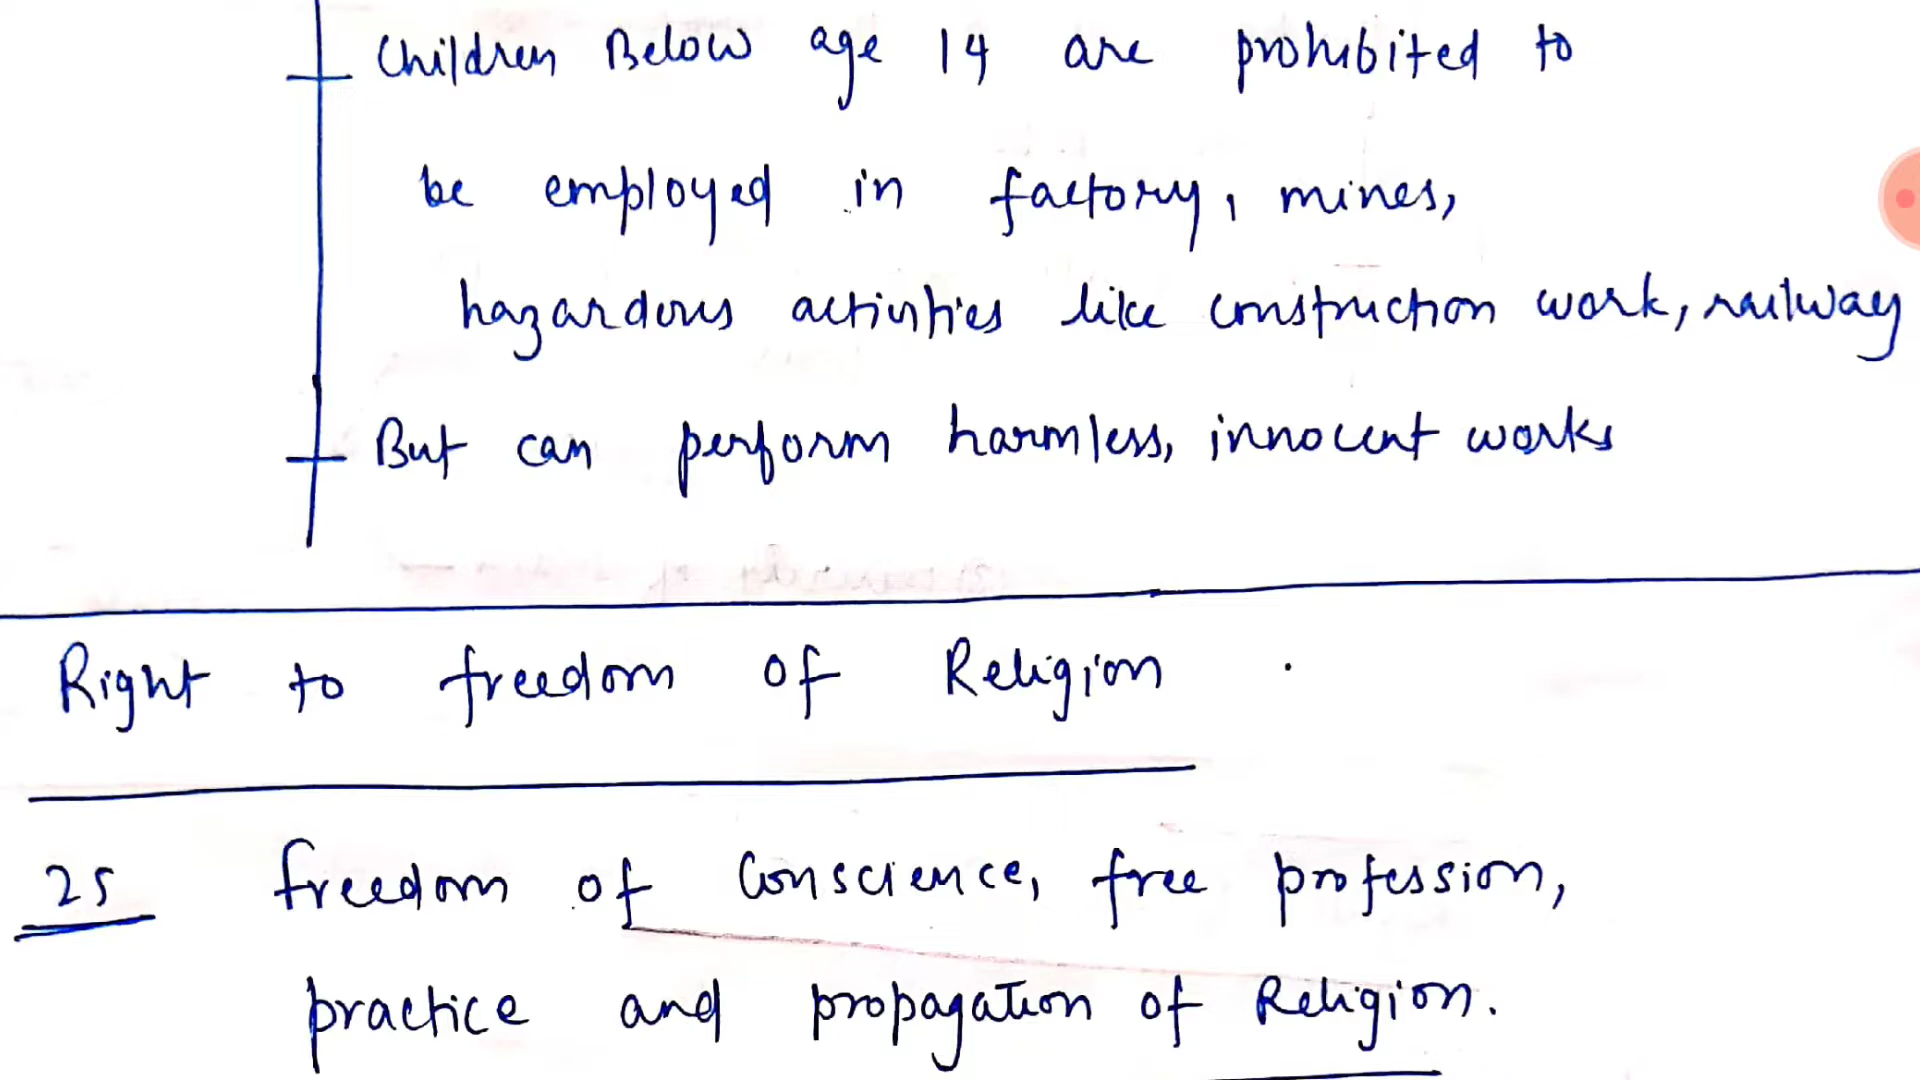 Children Below age 14 are prohibited to
be employed in factory, mines,
hazardous activities like construction work, railway
But can perform harmless, innocent works
Right to freedom of Religion
25 freedom of Conscience, free profession,
practice and propagation of Religion.